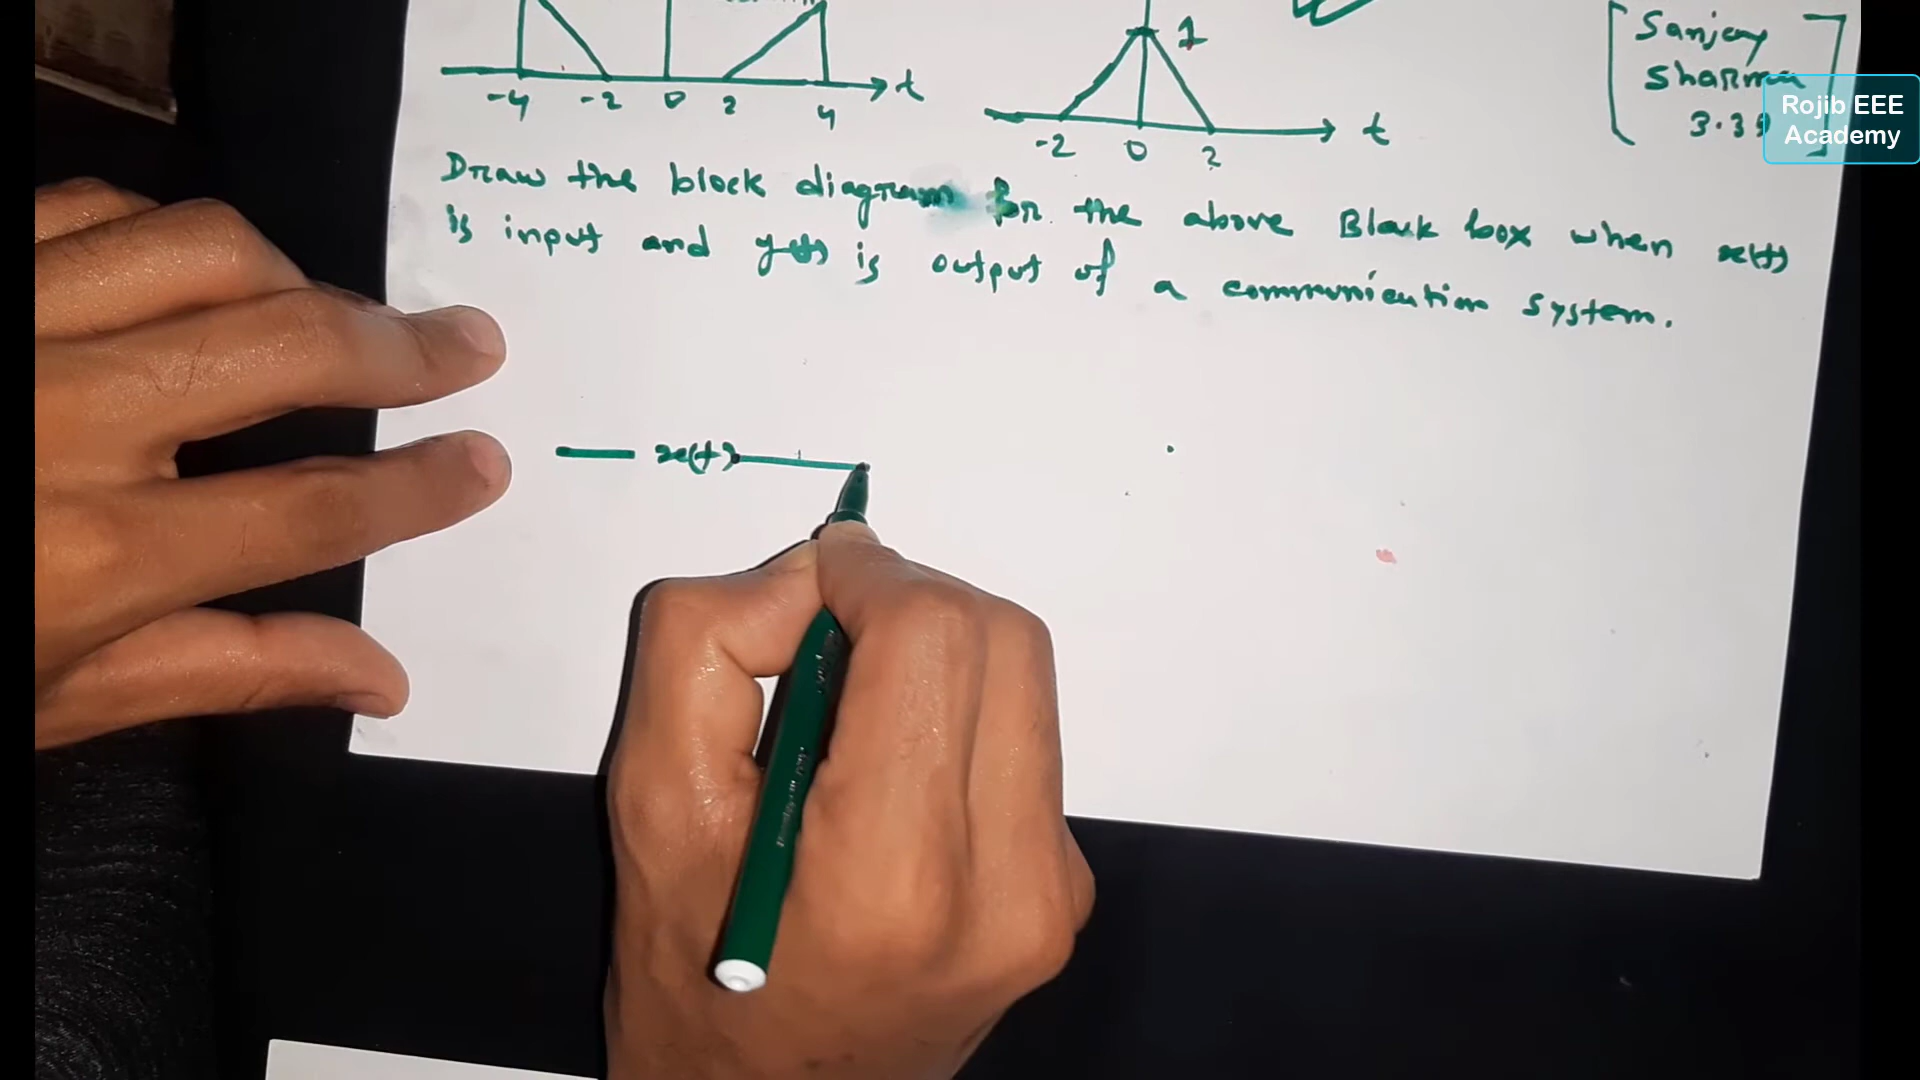 -4 -2 0 2 4 t
1
-2 0 2 t
[Sanjay
Sharma
3.3
Rojib EEE
Academy
Draw the block diagram for the above Black box when x(t)
is input and y(t) is output of a communication system.
x(t)